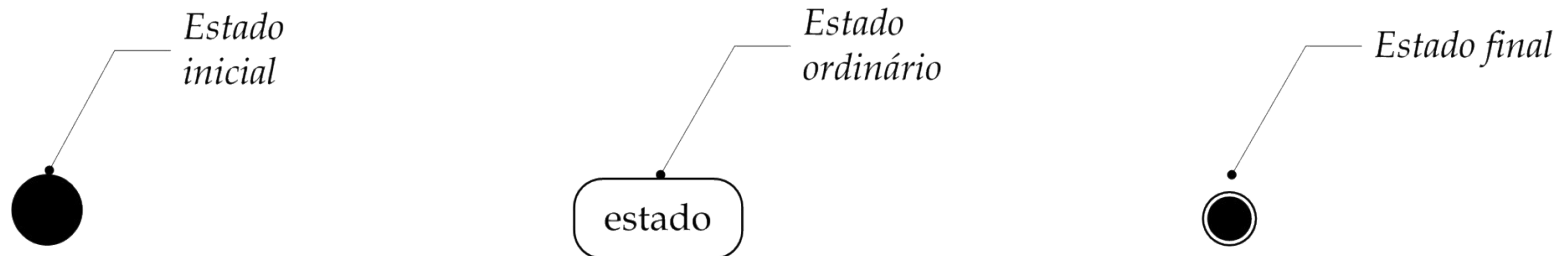 Estado
inicial
Estado
ordinário
Estado final
estado